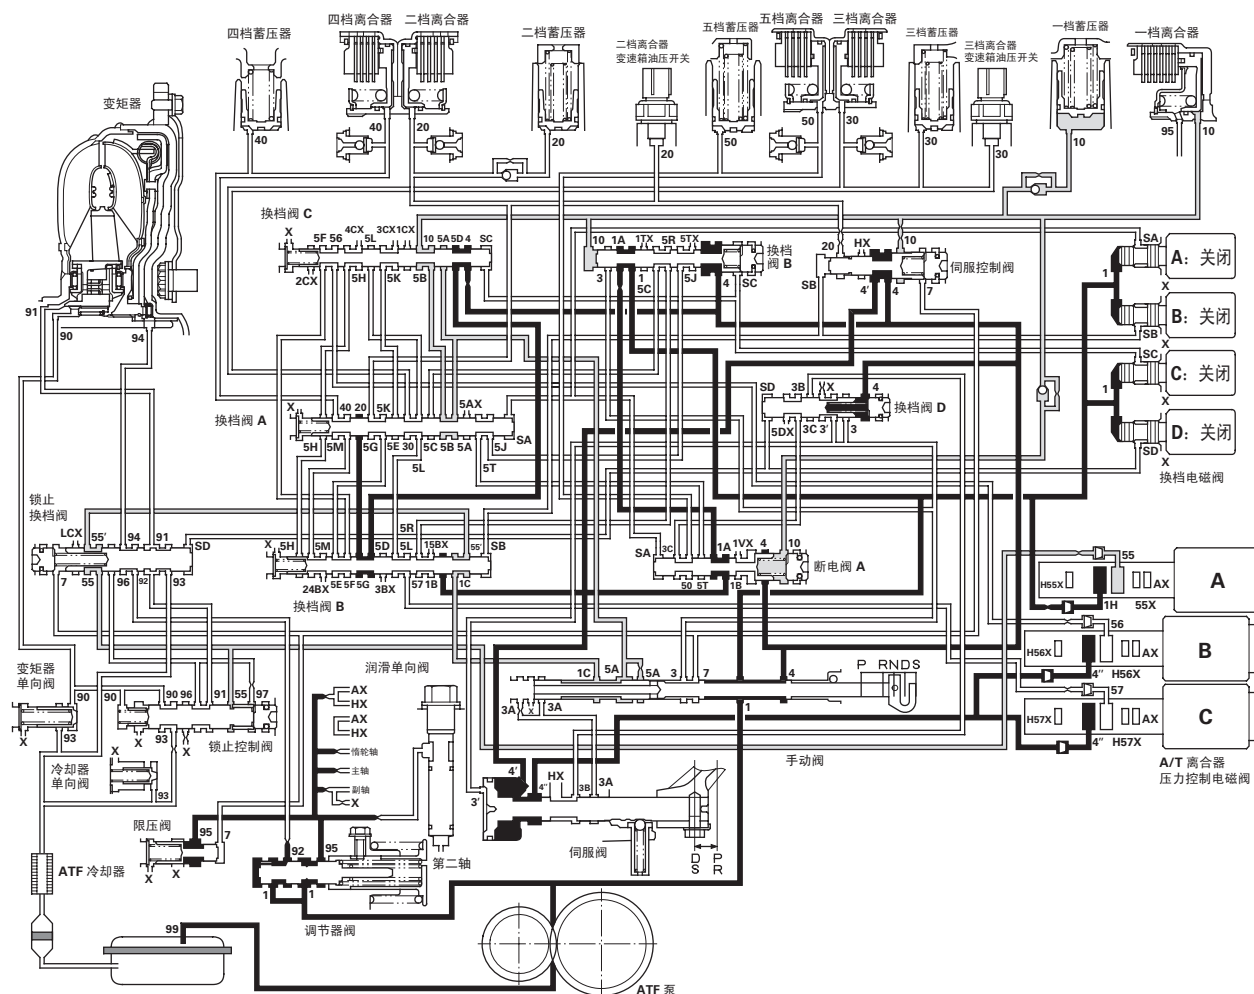 四档离合器 二档离合器
四档蓄压器
二档蓄压器
二档离合器
变速箱油压开关
五档蓄压器
五档离合器 三档离合器
三档蓄压器
三档离合器
变速箱油压开关
一档蓄压器
一档离合器
变矩器
40 40 20 20 20 50 50 30 30 30 10 95 10
换档阀 C
X 5F 56 4CX 5L 3CX 1CX 10 5A 5D 4 SC
2CX 5H 5K 5B
10 1A 1TX 5R 5TX
换档
阀 B
3 1 5C 5J 4 SC
20 HX 10
伺服控制阀
SB 4' 4 7
SA
A: 关闭
1 X
B: 关闭
SB
X
SC
C: 关闭
1 X
D: 关闭
SD
X
换档电磁阀
91
90 94
换档阀 A
X 40 20 5K 5AX
SA
5H 5M 5G 5E 30 5C 5B 5A 5J
5L 5T
SD 3B X 4
换档阀 D
5DX 3C 3' 3
锁止
换档阀
LCX 55' 94 91 SD
7 55 96 92 93
5R
X 5H 5M 5D 5L 15BX 55' SB
24BX 5E 5F 5G 3BX 57 1B 1C
换档阀 B
SA 3C 1A 1VX 4 10
断电阀 A
50 5T 1B
55
H55X AX
A
1H 55X
56
H56X AX
B
4" H56X
57
H57X AX
C
4" H57X
A/T 离合器
压力控制电磁阀
变矩器
单向阀
90 90 90 96 91 55 97
93 93
X X X
锁止控制阀
冷却器
单向阀
X
93
润滑单向阀
AX
HX
AX
HX
惰轮轴
主轴
副轴
X
1C 5A 5A 3 7 4
P R N D S
3A X 3A
1
手动阀
4' 4" HX 3B 3A
3'
伺服阀
D P
S R
限压阀
95 7
X X
92 95
1 1
第二轴
调节器阀
ATF 冷却器
99
ATF 泵